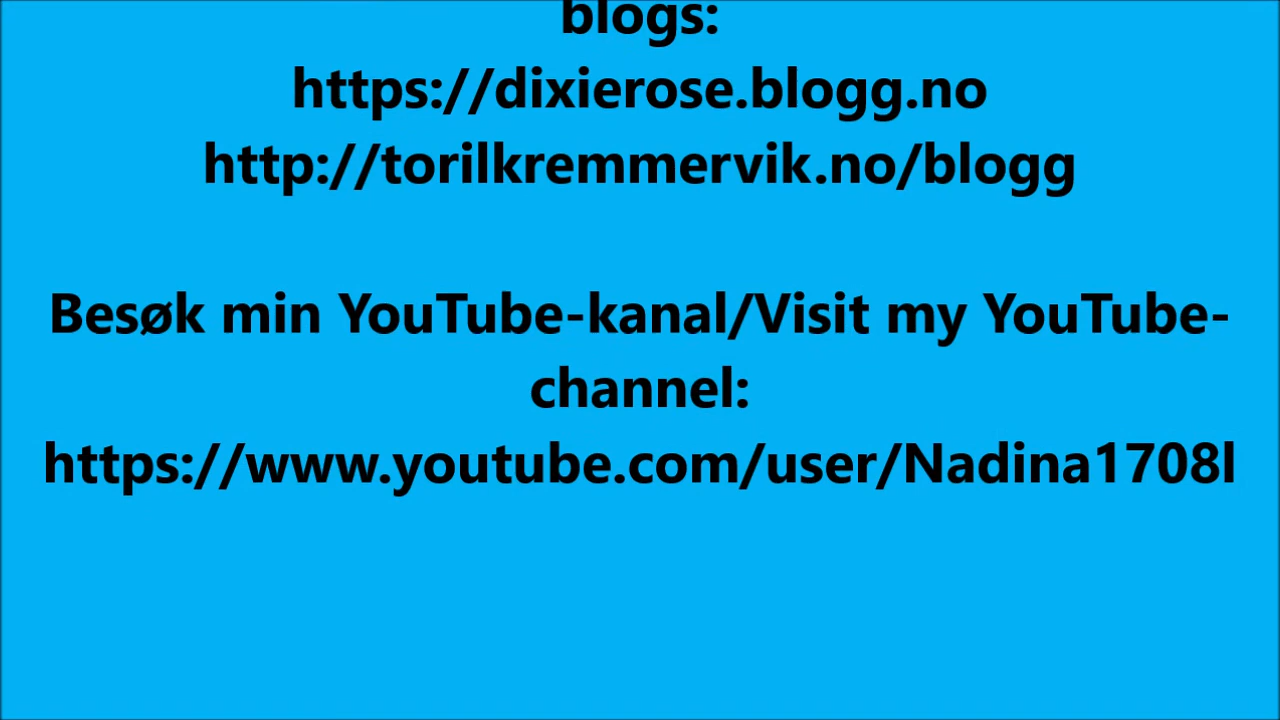 blogs:
https://dixierose.blogg.no
http://torilkremmervik.no/blogg
Besøk min YouTube-kanal/Visit my YouTube-
channel:
https://www.youtube.com/user/Nadina1708l